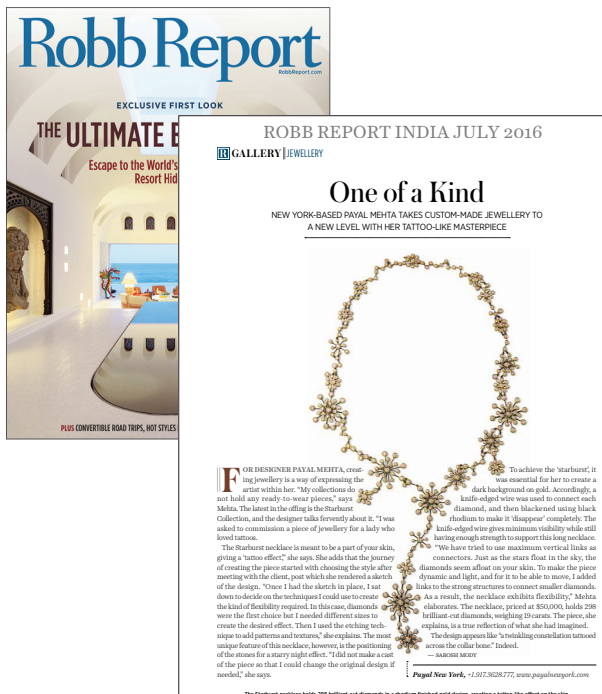 Robb Report
RobbReport.com
EXCLUSIVE FIRST LOOK
THE ULTIMATE
Escape to the World's
Resort Hid
PLUS CONVERTIBLE ROAD TRIPS, HOT STYLES
ROBB REPORT INDIA JULY 2016
GALLERY JEWELLERY
One of a Kind
NEW YORK-BASED PAYAL MEHTA TAKES CUSTOM-MADE JEWELLERY TO
A NEW LEVEL WITH HER TATTOO-LIKE MASTERPIECE
FOR DESIGNER PAYAL MEHTA, creat-
ing jewellery is a way of expressing the
artist within her. "My collections do
not hold any ready-to-wear pieces," says
Mehta. The latest in the offing is the Starburst
Collection, and the designer talks fervently about it. "I was
asked to commission a piece of jewellery for a lady who
loved tattoos.
The Starburst necklace is meant to be a part of your skin,
giving a 'tattoo effect'," she says. She adds that the journey
of creating the piece started with choosing the style after
meeting with the client, post which she rendered a sketch
of the design. "Once I had the sketch in place, I sat
down to decide on the techniques I could use to create
the kind of flexibility required. In this case, diamonds
were the first choice but I needed different sizes to
create the desired effect. Then I used the etching tech-
nique to add patterns and textures," she explains. The most
unique feature of this necklace, however, is the positioning
of the stones for a starry night effect. "I did not make a cast
of the piece so that I could change the original design if
needed," she says.
To achieve the 'starburst', it
was essential for her to create a
dark background on gold. Accordingly, a
knife-edged wire was used to connect each
diamond, and then blackened using black
rhodium to make it 'disappear' completely. The
knife-edged wire gives minimum visibility while still
having enough strength to support this long necklace.
"We have tried to use maximum vertical links as
connectors. Just as the stars float in the sky, the
diamonds seem afloat on your skin. To make the piece
dynamic and light, and for it to be able to move, I added
links to the strong structures to connect smaller diamonds.
As a result, the necklace exhibits flexibility," Mehta
elaborates. The necklace, priced at $50,000, holds 298
brilliant-cut diamonds, weighing 19 carats. The piece, she
explains, is a true reflection of what she had imagined.
The design appears like "a twinkling constellation tattooed
across the collar bone." Indeed.
— SAROSH MODY
Payal New York, +1.917.3628.777, www.payalnewyork.com